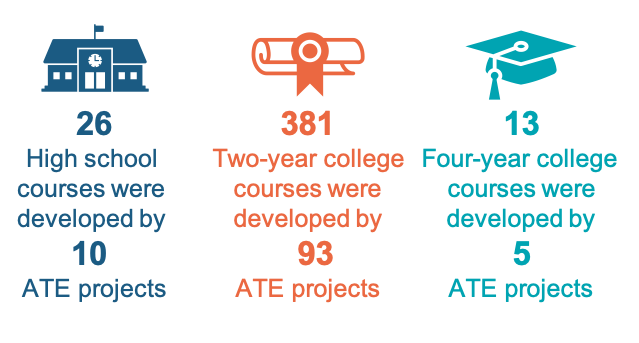 26
High school
courses were
developed by
10
ATE projects
381
Two-year college
courses were
developed by
93
ATE projects
13
Four-year college
courses were
developed by
5
ATE projects